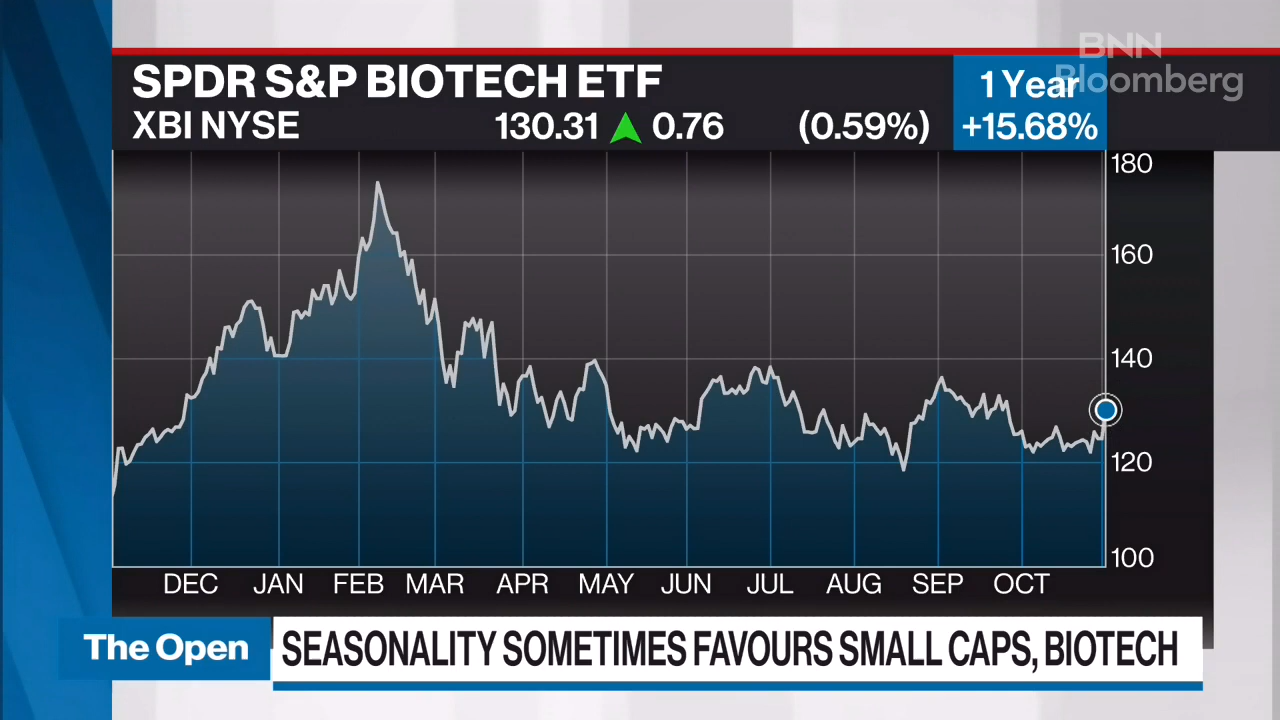 BNN
Bloomberg
SPDR S&P BIOTECH ETF
1 Year
XBI NYSE 130.31 ▲ 0.76 (0.59%) +15.68%
180
160
140
120
100
DEC JAN FEB MAR APR MAY JUN JUL AUG SEP OCT
The Open
SEASONALITY SOMETIMES FAVOURS SMALL CAPS, BIOTECH